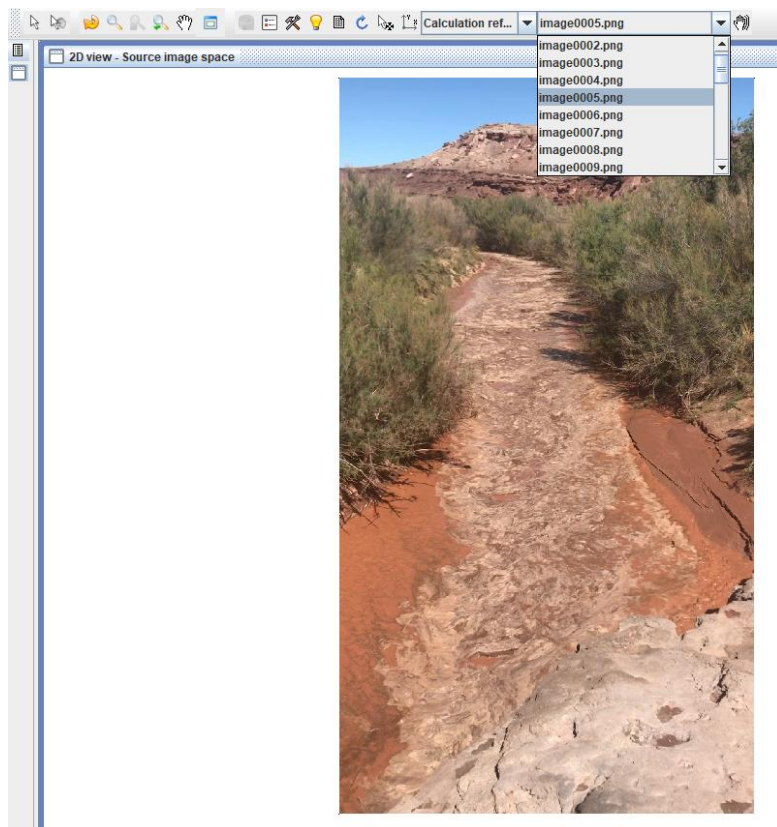 Calculation ref... image0005.png
2D view - Source image space
image0002.png
image0003.png
image0004.png
image0005.png
image0006.png
image0007.png
image0008.png
image0009.png